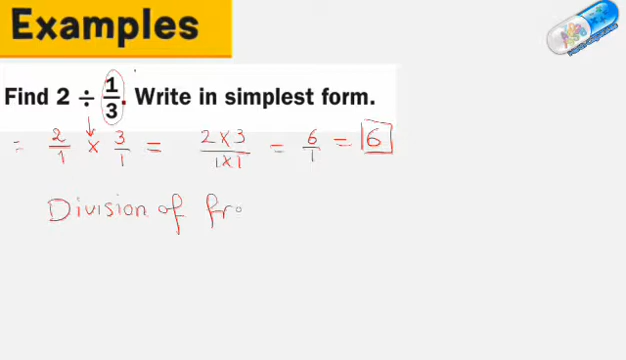 Examples
Find 2 ÷ 1/3. Write in simplest form.
= 2/1 × 3/1 = 2×3/1×1 = 6/1 = 6
Division of fra